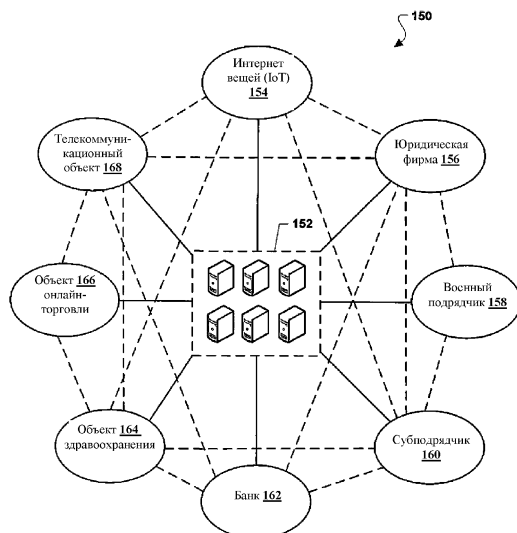 150
Интернет
вещей (IoT)
154
Телекоммуни-
кационный
объект 168
Юридическая
фирма 156
152
Объект 166
онлайн-
торговли
Военный
подрядчик 158
Объект 164
здравоохранения
Субподрядчик
160
Банк 162